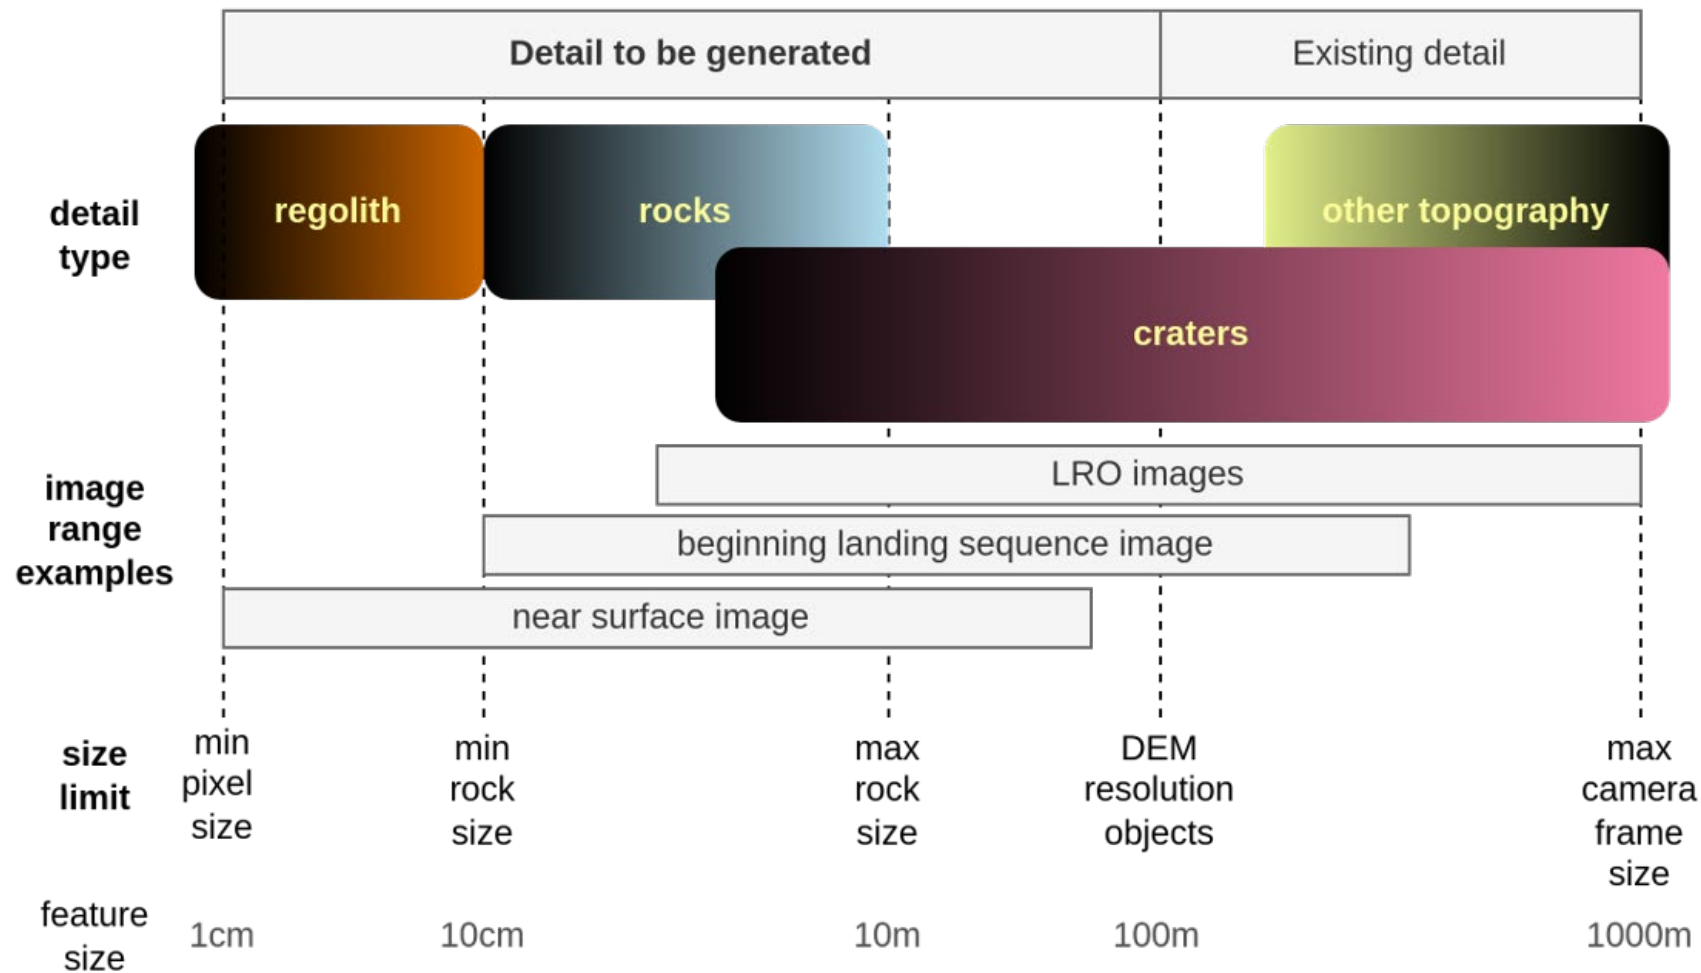 Detail to be generated
Existing detail
detail
type
regolith
rocks
other topography
craters
image
range
examples
LRO images
beginning landing sequence image
near surface image
size
limit
min
pixel
size
min
rock
size
max
rock
size
DEM
resolution
objects
max
camera
frame
size
feature
size
1cm
10cm
10m
100m
1000m